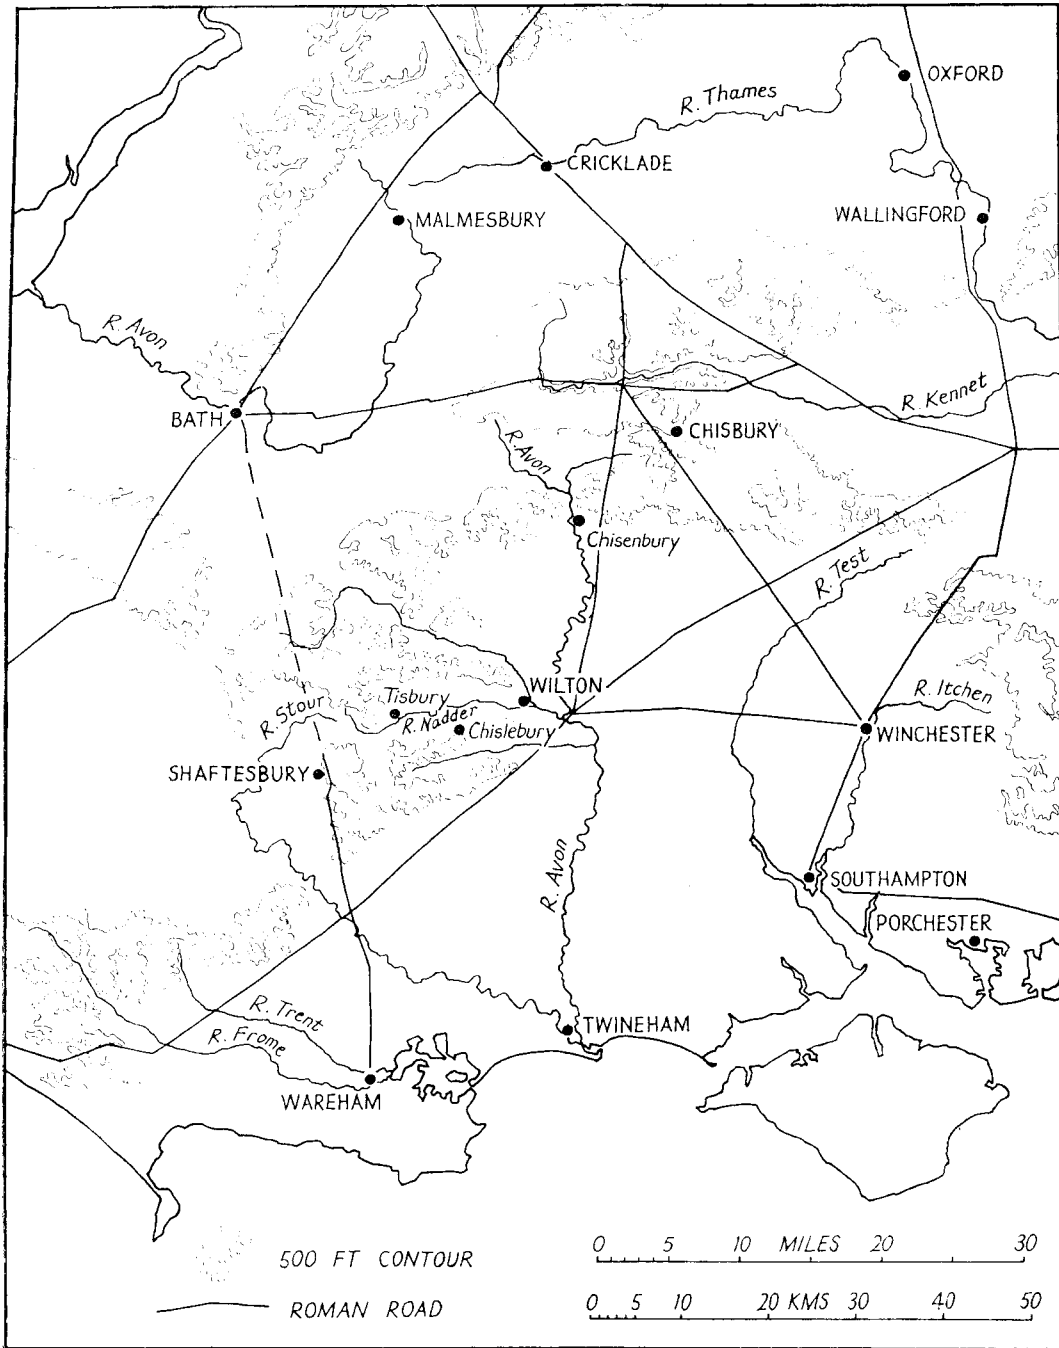 OXFORD
R. Thames
CRICKLADE
MALMESBURY
WALLINGFORD
R. Avon
R. Kennet
BATH
CHISBURY
R. Avon
Chisenbury
R. Test
WILTON
Tisbury
R. Itchen
R. Stour
R. Nadder
Chislebury
WINCHESTER
SHAFTESBURY
R. Avon
SOUTHAMPTON
PORCHESTER
R. Trent
TWINEHAM
R. Frome
WAREHAM
500 FT CONTOUR
0 5 10 MILES 20 30
ROMAN ROAD
0 5 10 20 KMS 30 40 50